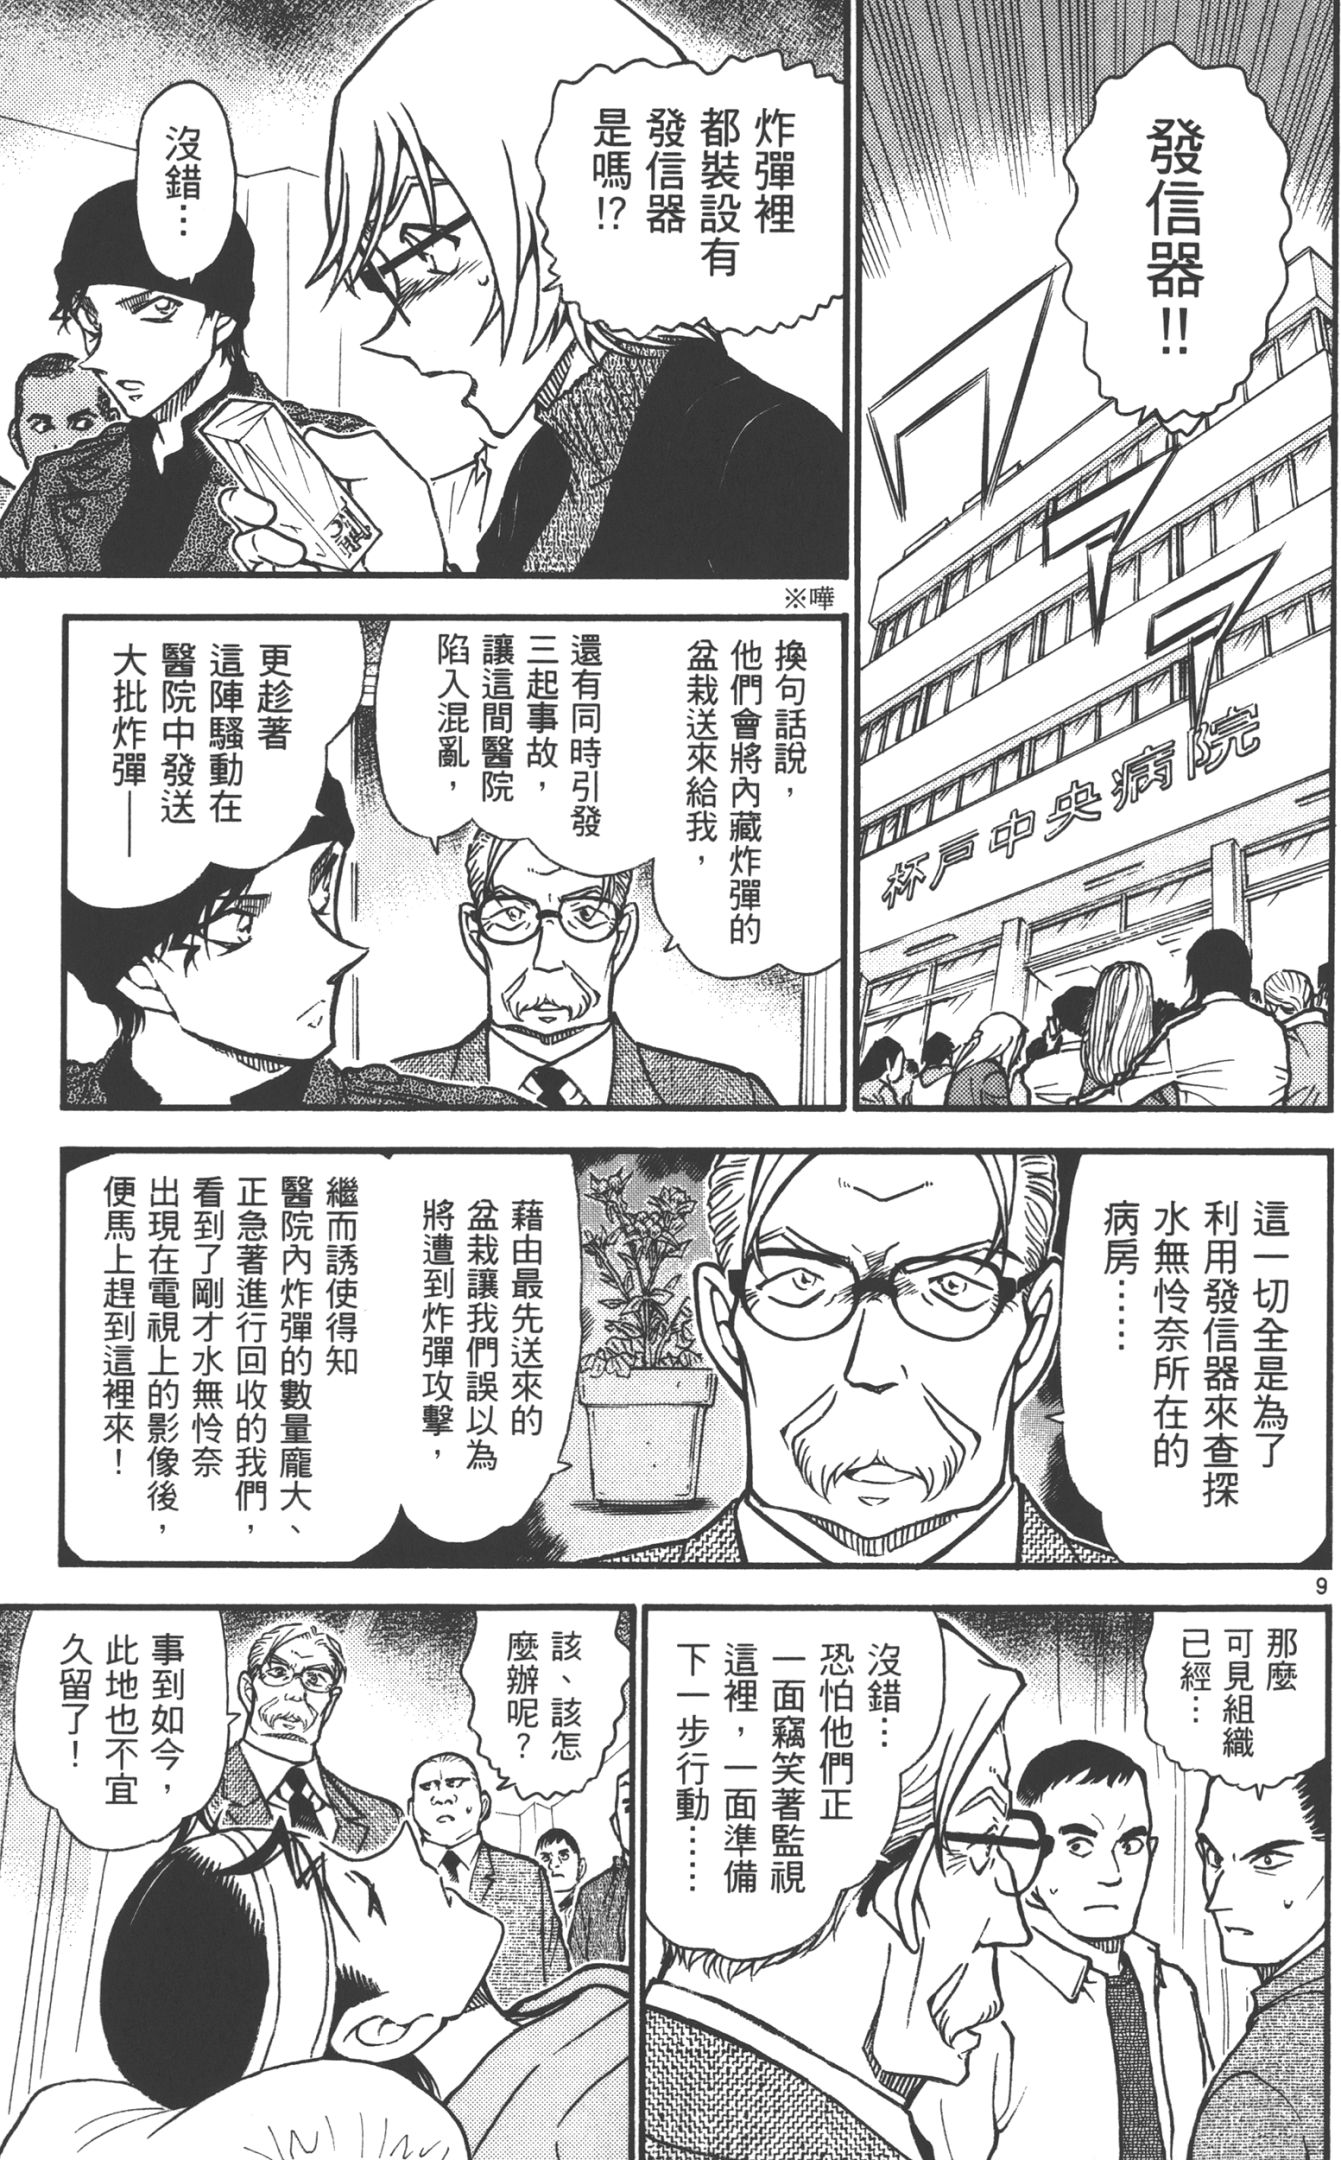 發信器!!
ワァァ
杯戸中央病院
炸彈裡
都裝設有
發信器
是嗎!?
沒錯…
※嘩
換句話說，
他們會將內藏炸彈的
盆栽送來給我，
還有同時引發
三起事故，
讓這間醫院
陷入混亂，
更趁著
這陣騷動在
醫院中發送
大批炸彈──
這一切全是為了
利用發信器來查探
水無怜奈所在的
病房……
藉由最先送來的
盆栽讓我們誤以為
將遭到炸彈攻擊，
繼而誘使得知
醫院內炸彈的數量龐大、
正急著進行回收的我們，
看到了剛才水無怜奈
出現在電視上的影像後，
便馬上趕到這裡來！
9
那麼
可見組織
已經…
沒錯…
恐怕他們正
一面竊笑著監視
這裡，一面準備
下一步行動……
該、該怎
麼辦呢？
事到如今，
此地也不宜
久留了！